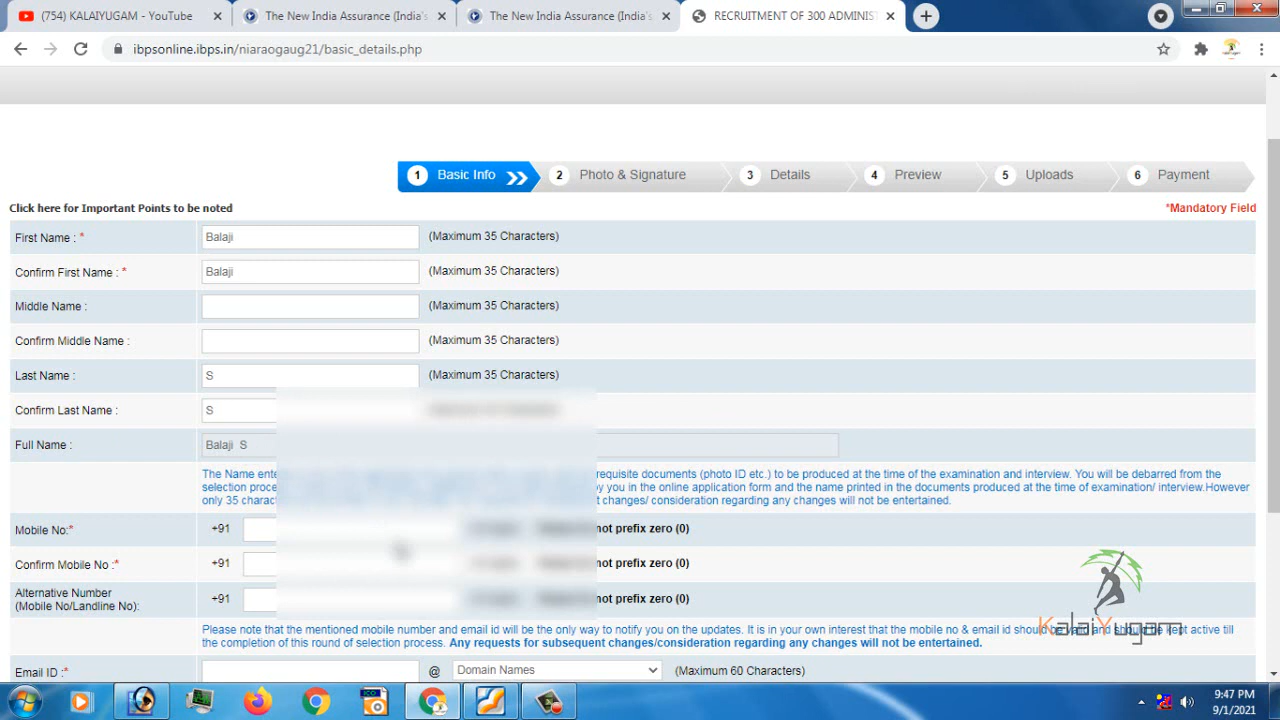 (754) KALAIYUGAM - YouTube
The New India Assurance (India's
The New India Assurance (India's
RECRUITMENT OF 300 ADMINIST
ibpsonline.ibps.in/niaraogaug21/basic_details.php
1 Basic Info
2 Photo & Signature
3 Details
4 Preview
5 Uploads
6 Payment
Click here for Important Points to be noted
*Mandatory Field
First Name : * Balaji (Maximum 35 Characters)
Confirm First Name : * Balaji (Maximum 35 Characters)
Middle Name : (Maximum 35 Characters)
Confirm Middle Name : (Maximum 35 Characters)
Last Name : S (Maximum 35 Characters)
Confirm Last Name : S
Full Name : Balaji S
The Name requisite documents (photo ID etc.) to be produced at the time of the examination and interview. You will be debarred from the
selection by you in the online application form and the name printed in the documents produced at the time of examination/ interview.However
only 35 changes/ consideration regarding any changes will not be entertained.
Mobile No:* +91 not prefix zero (0)
Confirm Mobile No :* +91 not prefix zero (0)
Alternative Number
(Mobile No/Landline No): +91 not prefix zero (0)
Please note that the mentioned mobile number and email id will be the only way to notify you on the updates. It is in your own interest that the mobile no & email id should be valid and should be kept active till
the completion of this round of selection process. Any requests for subsequent changes/consideration regarding any changes will not be entertained.
KalaiYugam
Email ID :* @ Domain Names (Maximum 60 Characters)
9:47 PM
9/1/2021